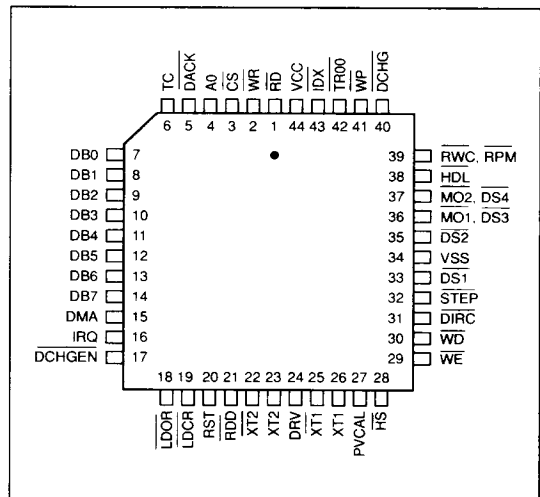 TC DACK A0 CS WR RD VCC IDX TR00 WP DCHG
6 5 4 3 2 1 44 43 42 41 40
DB0 7
DB1 8
DB2 9
DB3 10
DB4 11
DB5 12
DB6 13
DB7 14
DMA 15
IRQ 16
DCHGEN 17
39 RWC, RPM
38 HDL
37 MO2, DS4
36 MO1, DS3
35 DS2
34 VSS
33 DS1
32 STEP
31 DIRC
30 WD
29 WE
18 19 20 21 22 23 24 25 26 27 28
LDOR LDCR RST RDD XT2 XT2 DRV XT1 XT1 PVCAL HS